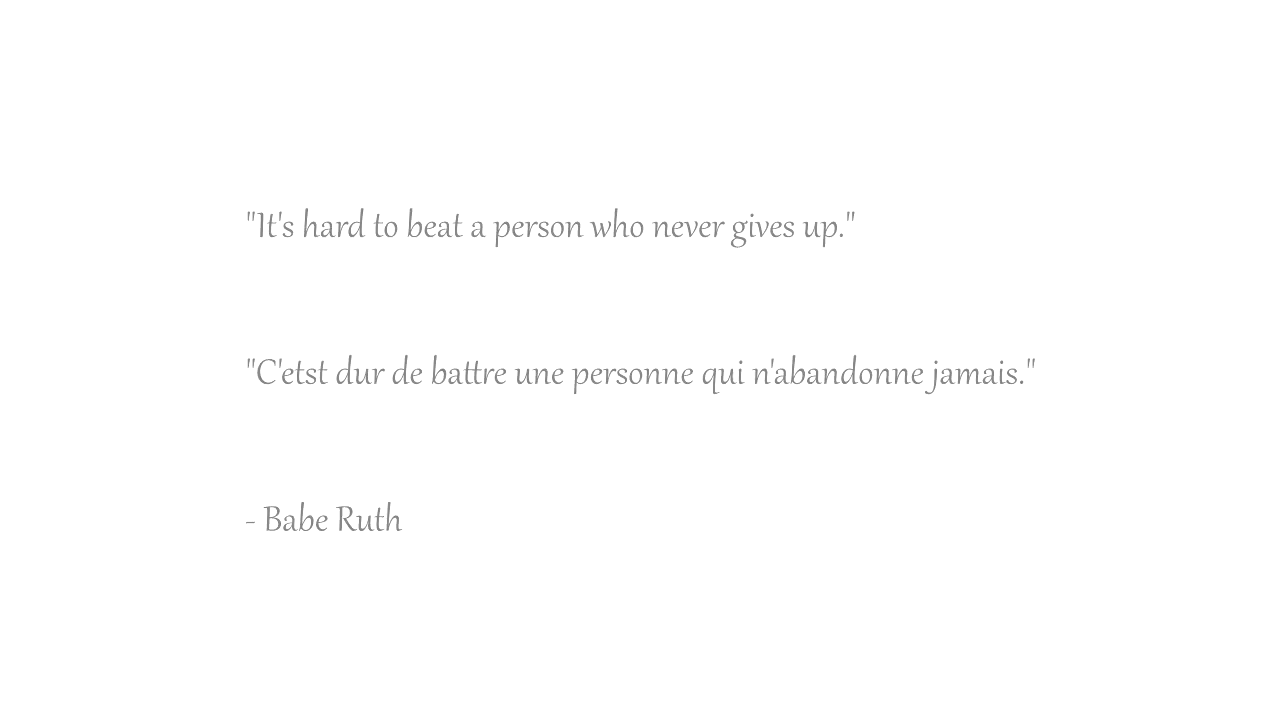 "It's hard to beat a person who never gives up."
"C'etst dur de battre une personne qui n'abandonne jamais."
- Babe Ruth